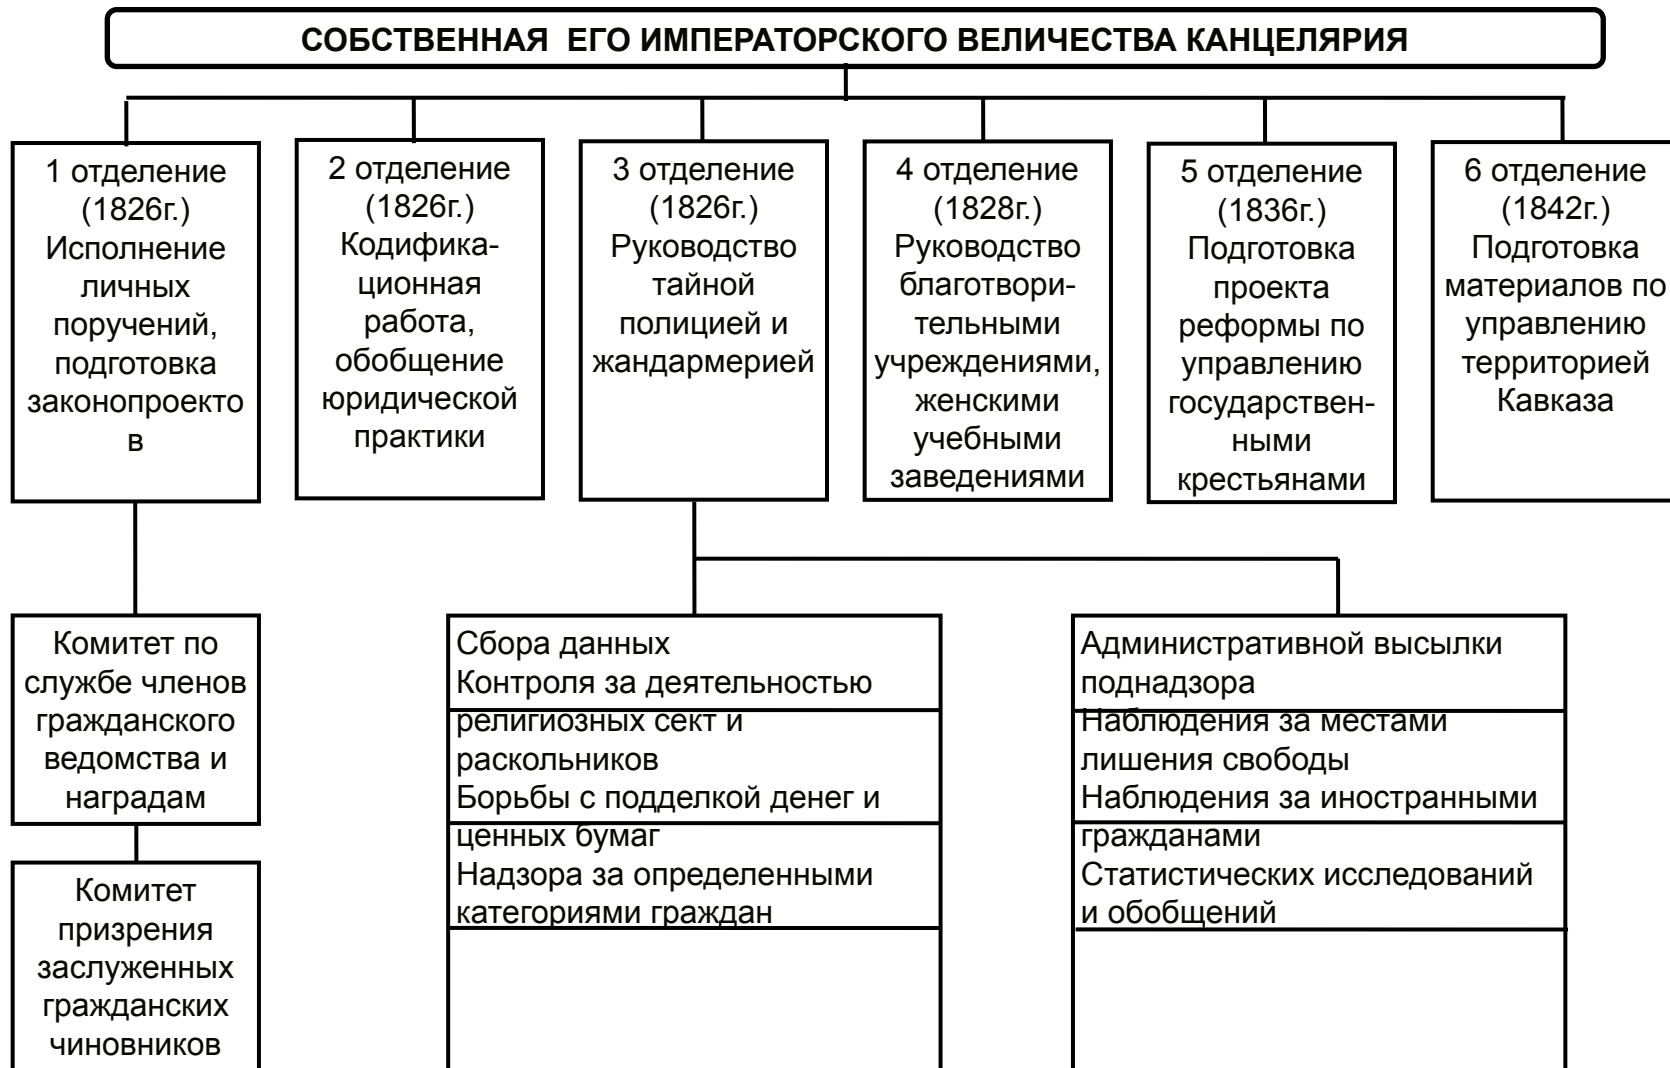 СОБСТВЕННАЯ ЕГО ИМПЕРАТОРСКОГО ВЕЛИЧЕСТВА КАНЦЕЛЯРИЯ
1 отделение
(1826г.)
Исполнение
личных
поручений,
подготовка
законопроекто
в
2 отделение
(1826г.)
Кодифика-
ционная
работа,
обобщение
юридической
практики
3 отделение
(1826г.)
Руководство
тайной
полицией и
жандармерией
4 отделение
(1828г.)
Руководство
благотвори-
тельными
учреждениями,
женскими
учебными
заведениями
5 отделение
(1836г.)
Подготовка
проекта
реформы по
управлению
государствен-
ными
крестьянами
6 отделение
(1842г.)
Подготовка
материалов по
управлению
территорией
Кавказа
Комитет по
службе членов
гражданского
ведомства и
наградам
Комитет
призрения
заслуженных
гражданских
чиновников
Сбора данных
Контроля за деятельностью
религиозных сект и
раскольников
Борьбы с подделкой денег и
ценных бумаг
Надзора за определенными
категориями граждан
Административной высылки
поднадзора
Наблюдения за местами
лишения свободы
Наблюдения за иностранными
гражданами
Статистических исследований
и обобщений